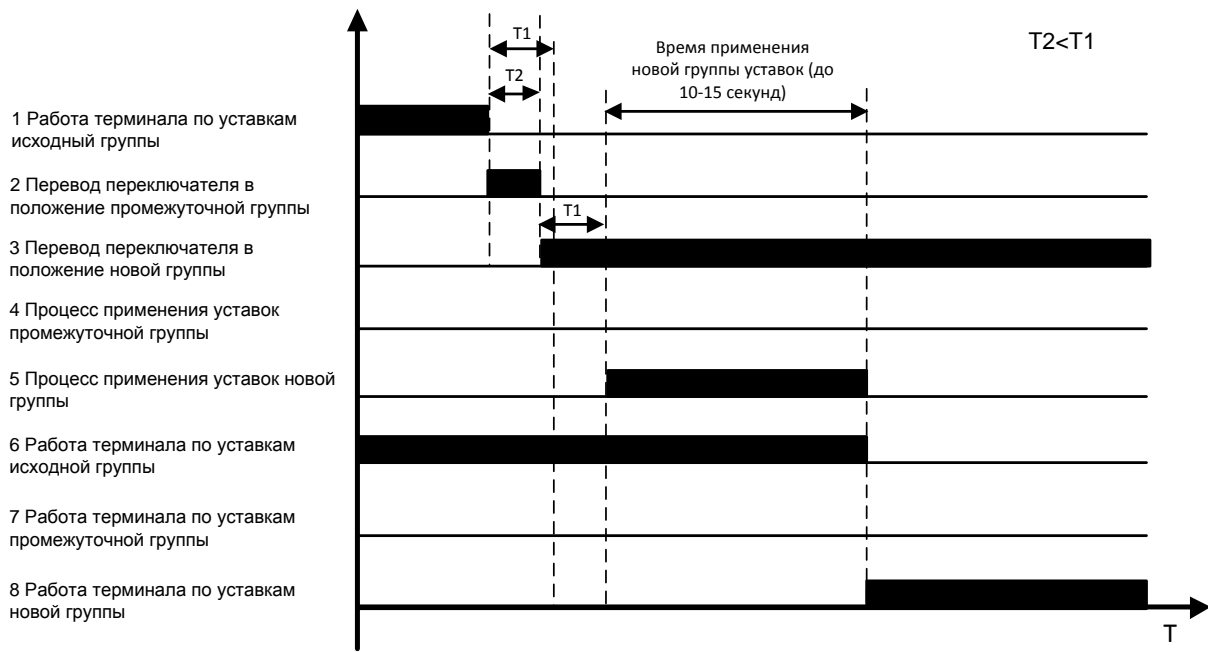 T1
T2
Время применения
новой группы уставок (до
10-15 секунд)
T2<T1
1 Работа терминала по уставкам
исходный группы
2 Перевод переключателя в
положение промежуточной группы
T1
3 Перевод переключателя в
положение новой группы
4 Процесс применения уставок
промежуточной группы
5 Процесс применения уставок новой
группы
6 Работа терминала по уставкам
исходной группы
7 Работа терминала по уставкам
промежуточной группы
8 Работа терминала по уставкам
новой группы
T